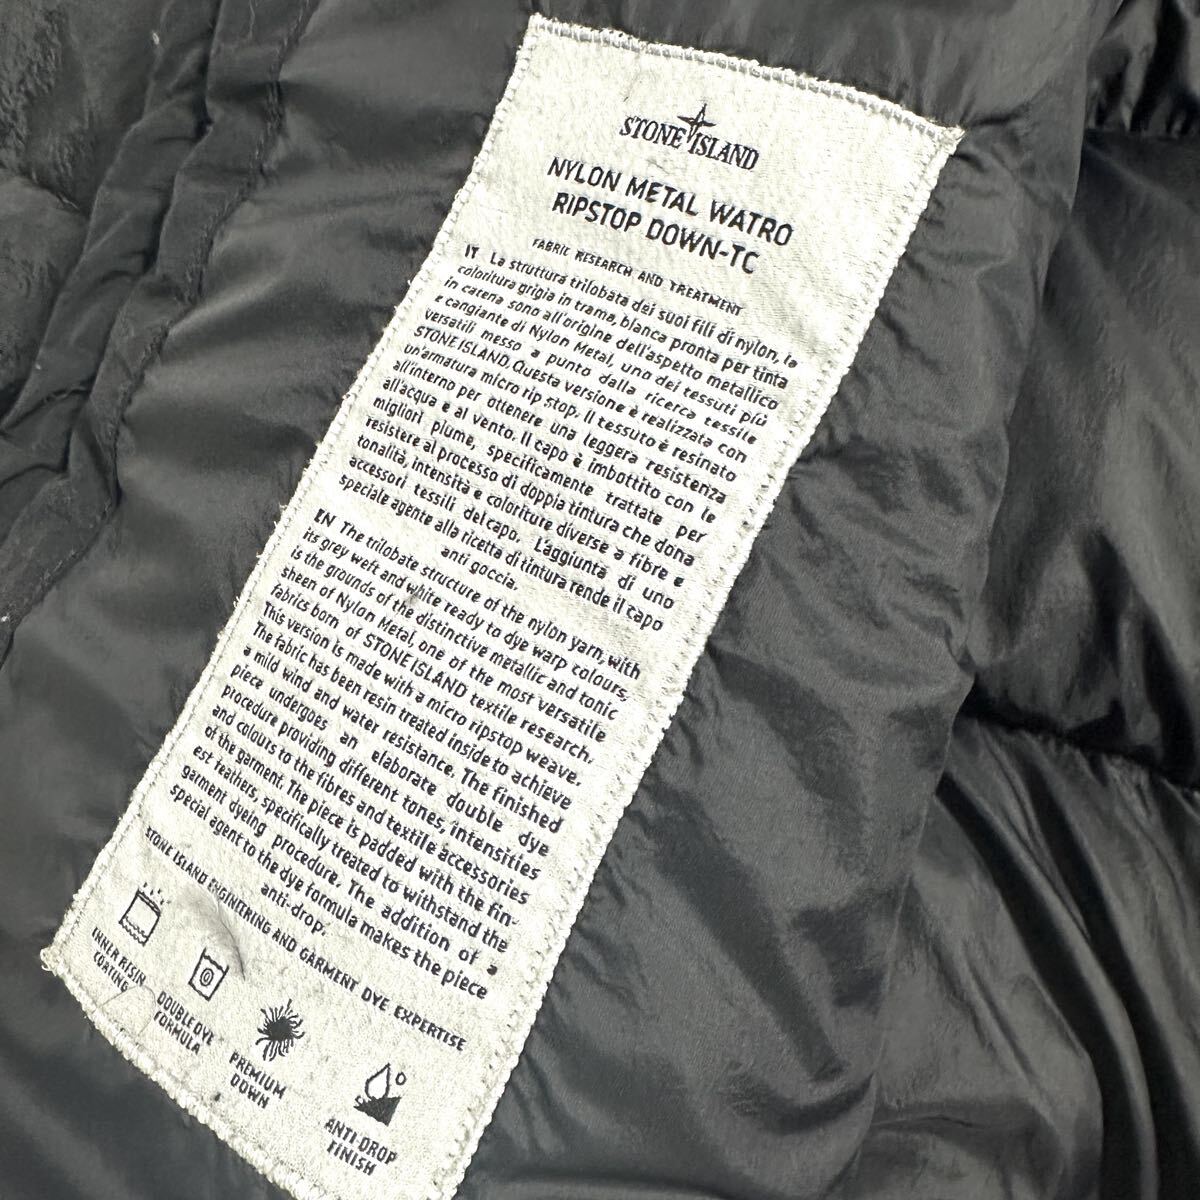 STONE ISLAND
NYLON METAL WATRO
RIPSTOP DOWN-TC
FABRIC RESEARCH AND TREATMENT
IT La struttura trilobata dei suoi fili di nylon, la
coloritura grigia in trama, bianca pronta per tinta
in catena sono all'origine dell'aspetto metallico
e cangiante di Nylon Metal, uno dei tessuti più
versatili messo a punto dalla ricerca tessile
STONE ISLAND. Questa versione è realizzata con
un'armatura micro rip stop. Il tessuto è resinato
all'interno per ottenere una leggera resistenza
all'acqua e al vento. Il capo è imbottito con le
migliori piume, specificamente trattate per
resistere al processo di doppia tintura che dona
tonalità, intensità e coloriture diverse a fibre e
accessori tessili del capo. L'aggiunta di uno
speciale agente alla ricetta di tintura rende il capo
anti goccia.
EN The trilobate structure of the nylon yarn, with
its grey weft and white ready to dye warp colours,
is the grounds of the distinctive metallic and tonic
sheen of Nylon Metal, one of the most versatile
fabrics born of STONE ISLAND textile research.
This version is made with a micro ripstop weave.
The fabric has been resin treated inside to achieve
a mild wind and water resistance. The finished
piece undergoes an elaborate double dye
procedure providing different tones, intensities
and colours to the fibres and textile accessories
of the garment. The piece is padded with the fin-
est feathers, specifically treated to withstand the
garment dyeing procedure. The addition of a
special agent to the dye formula makes the piece
anti-drop.
STONE ISLAND ENGINEERING AND GARMENT DYE EXPERTISE
INNER RESIN
COATING
DOUBLE DYE
FORMULA
PREMIUM
DOWN
ANTI-DROP
FINISH